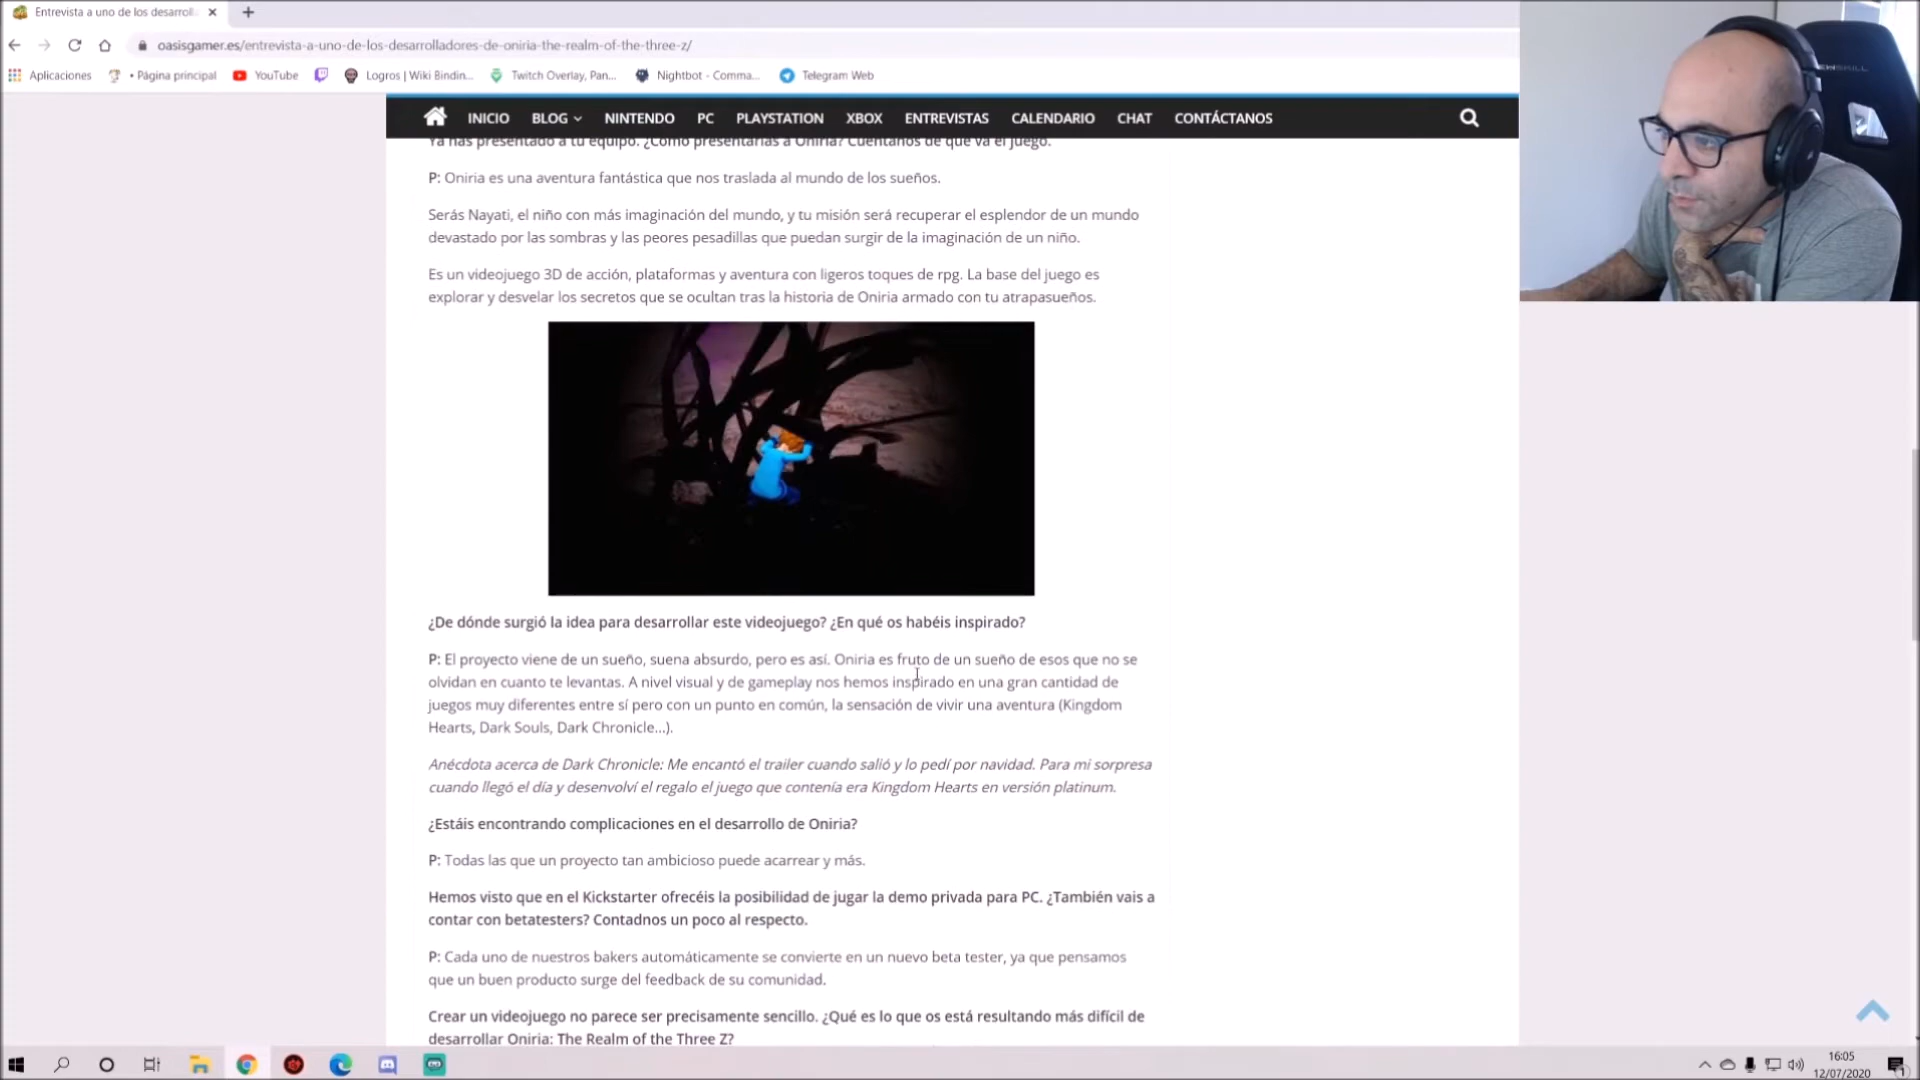 Entrevista a uno de los desarroll
oasisgamer.es/entrevista-a-uno-de-los-desarrolladores-de-oniria-the-realm-of-the-three-z/
Aplicaciones • Página principal YouTube Logros | Wiki Bindin... Twitch Overlay, Pan... Nightbot - Comma... Telegram Web
INICIO BLOG NINTENDO PC PLAYSTATION XBOX ENTREVISTAS CALENDARIO CHAT CONTÁCTANOS
Ya has presentado a tu equipo. ¿Cómo presentarías a Oniria? Cuéntanos de qué va el juego.
P: Oniria es una aventura fantástica que nos traslada al mundo de los sueños.
Serás Nayati, el niño con más imaginación del mundo, y tu misión será recuperar el esplendor de un mundo
devastado por las sombras y las peores pesadillas que puedan surgir de la imaginación de un niño.
Es un videojuego 3D de acción, plataformas y aventura con ligeros toques de rpg. La base del juego es
explorar y desvelar los secretos que se ocultan tras la historia de Oniria armado con tu atrapasueños.
¿De dónde surgió la idea para desarrollar este videojuego? ¿En qué os habéis inspirado?
P: El proyecto viene de un sueño, suena absurdo, pero es así. Oniria es fruto de un sueño de esos que no se
olvidan en cuanto te levantas. A nivel visual y de gameplay nos hemos inspirado en una gran cantidad de
juegos muy diferentes entre sí pero con un punto en común, la sensación de vivir una aventura (Kingdom
Hearts, Dark Souls, Dark Chronicle…).
Anécdota acerca de Dark Chronicle: Me encantó el trailer cuando salió y lo pedí por navidad. Para mi sorpresa
cuando llegó el día y desenvolví el regalo el juego que contenía era Kingdom Hearts en versión platinum.
¿Estáis encontrando complicaciones en el desarrollo de Oniria?
P: Todas las que un proyecto tan ambicioso puede acarrear y más.
Hemos visto que en el Kickstarter ofrecéis la posibilidad de jugar la demo privada para PC. ¿También vais a
contar con betatesters? Contadnos un poco al respecto.
P: Cada uno de nuestros bakers automáticamente se convierte en un nuevo beta tester, ya que pensamos
que un buen producto surge del feedback de su comunidad.
Crear un videojuego no parece ser precisamente sencillo. ¿Qué es lo que os está resultando más difícil de
desarrollar Oniria: The Realm of the Three Z?
16:05
12/07/2020